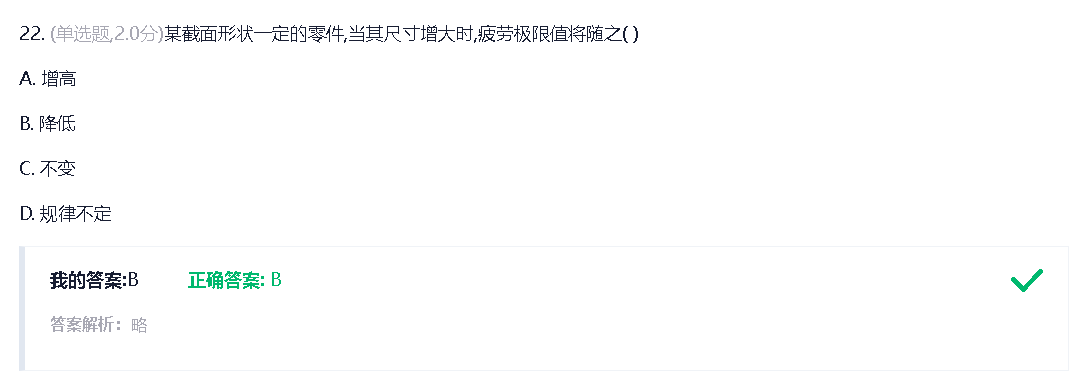 22. (单选题,2.0分)某截面形状一定的零件,当其尺寸增大时,疲劳极限值将随之( )
A. 增高
B. 降低
C. 不变
D. 规律不定
我的答案:B 正确答案: B
答案解析：略